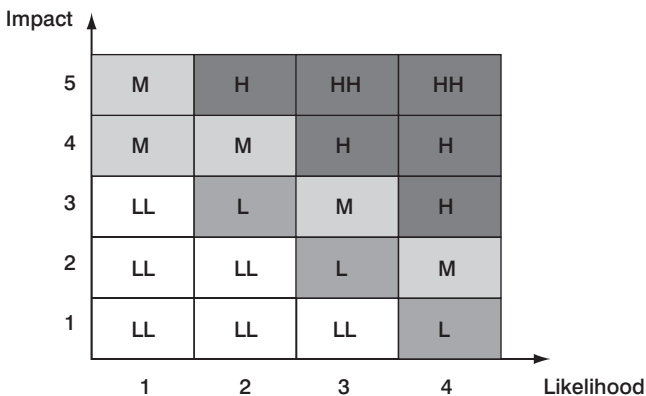 Impact
5 M H HH HH
4 M M H H
3 LL L M H
2 LL LL L M
1 LL LL LL L
1 2 3 4 Likelihood